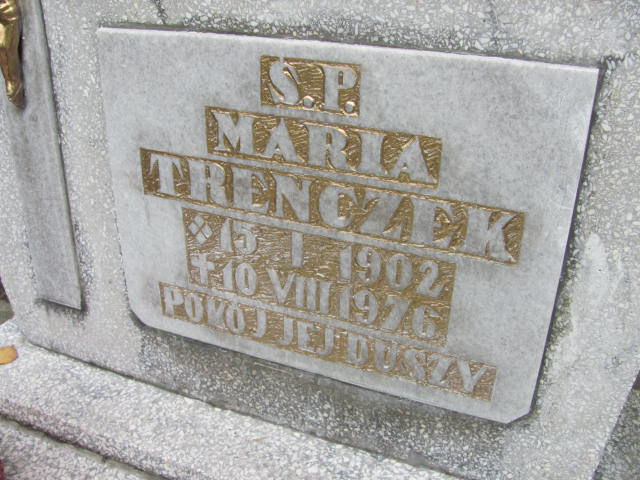 Ś.P.
MARIA
TRENCZEK
15 I 1902
✝ 10 VIII 1976
POKÓJ JEJ DUSZY